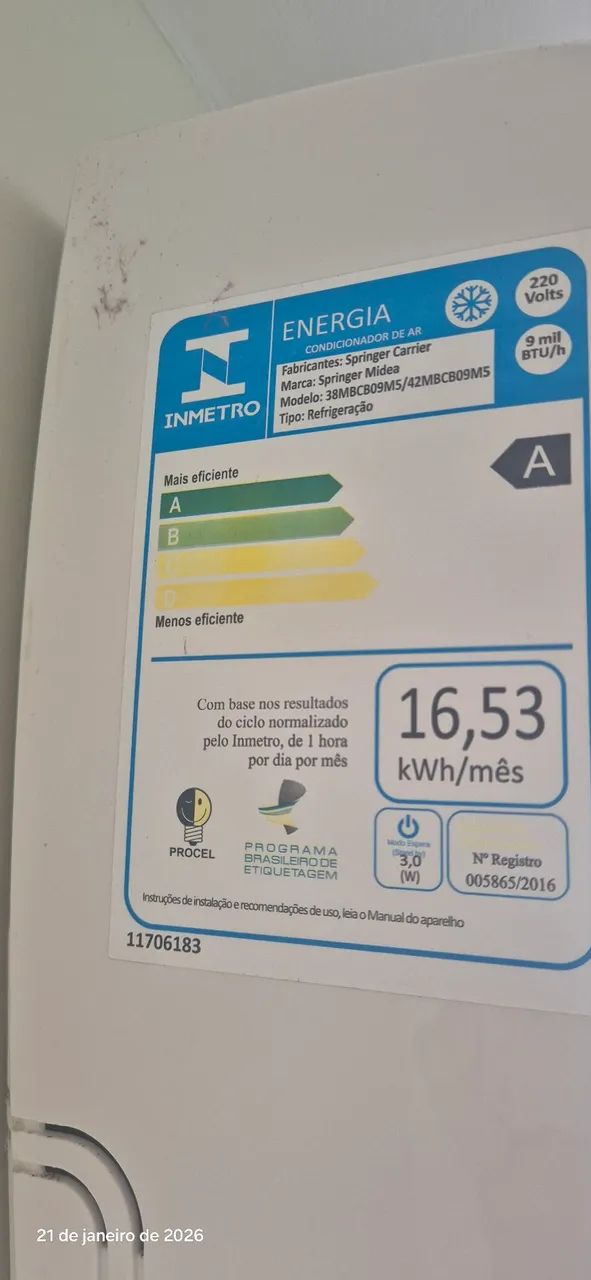 INMETRO
ENERGIA
CONDICIONADOR DE AR
Fabricantes: Springer Carrier
Marca: Springer Midea
Modelo: 38MBCB09M5/42MBCB09M5
Tipo: Refrigeração
220
Volts
9 mil
BTU/h
Mais eficiente
A
A
B
D
Menos eficiente
Com base nos resultados
do ciclo normalizado
pelo Inmetro, de 1 hora
por dia por mês
16,53
kWh/mês
PROCEL
PROGRAMA
BRASILEIRO DE
ETIQUETAGEM
Modo Espera
3,0
(W)
Nº Registro
005865/2016
Instruções de instalação e recomendações de uso, leia o Manual do aparelho
11706183
21 de janeiro de 2026